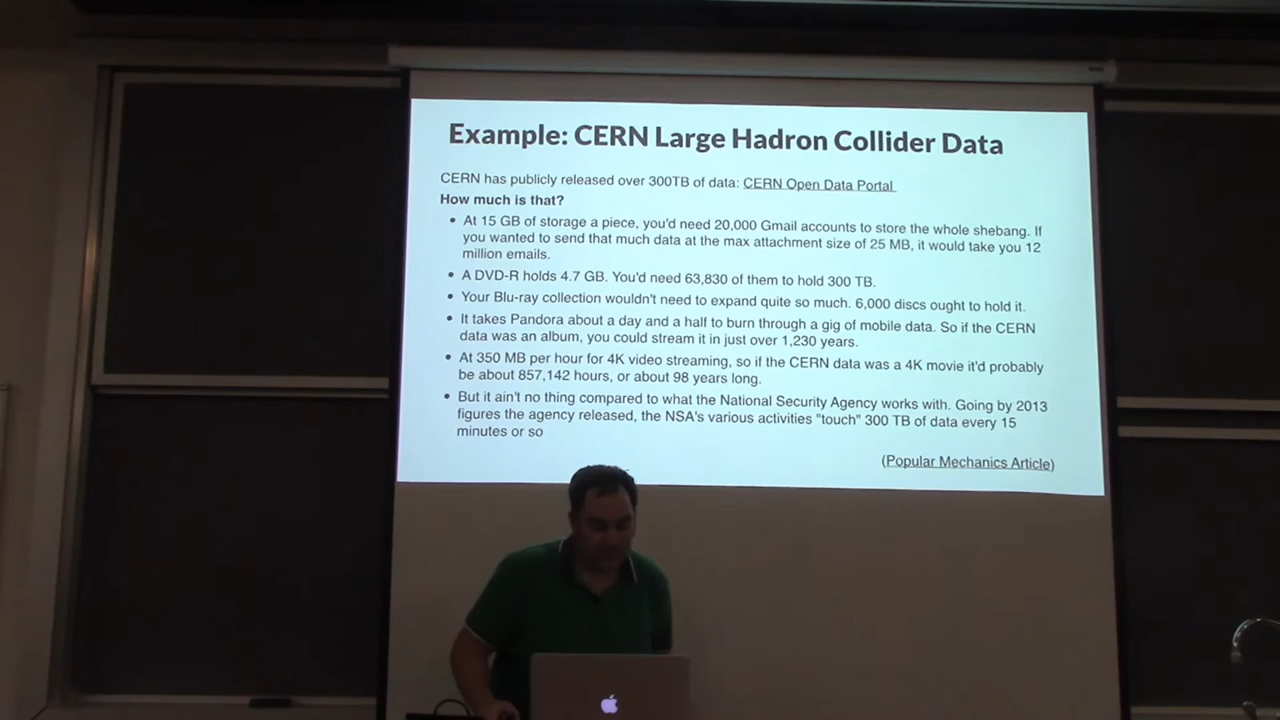 Example: CERN Large Hadron Collider Data
CERN has publicly released over 300TB of data: CERN Open Data Portal
How much is that?
• At 15 GB of storage a piece, you'd need 20,000 Gmail accounts to store the whole shebang. If
you wanted to send that much data at the max attachment size of 25 MB, it would take you 12
million emails.
• A DVD-R holds 4.7 GB. You'd need 63,830 of them to hold 300 TB.
• Your Blu-ray collection wouldn't need to expand quite so much. 6,000 discs ought to hold it.
• It takes Pandora about a day and a half to burn through a gig of mobile data. So if the CERN
data was an album, you could stream it in just over 1,230 years.
• At 350 MB per hour for 4K video streaming, so if the CERN data was a 4K movie it'd probably
be about 857,142 hours, or about 98 years long.
• But it ain't no thing compared to what the National Security Agency works with. Going by 2013
figures the agency released, the NSA's various activities "touch" 300 TB of data every 15
minutes or so
(Popular Mechanics Article)